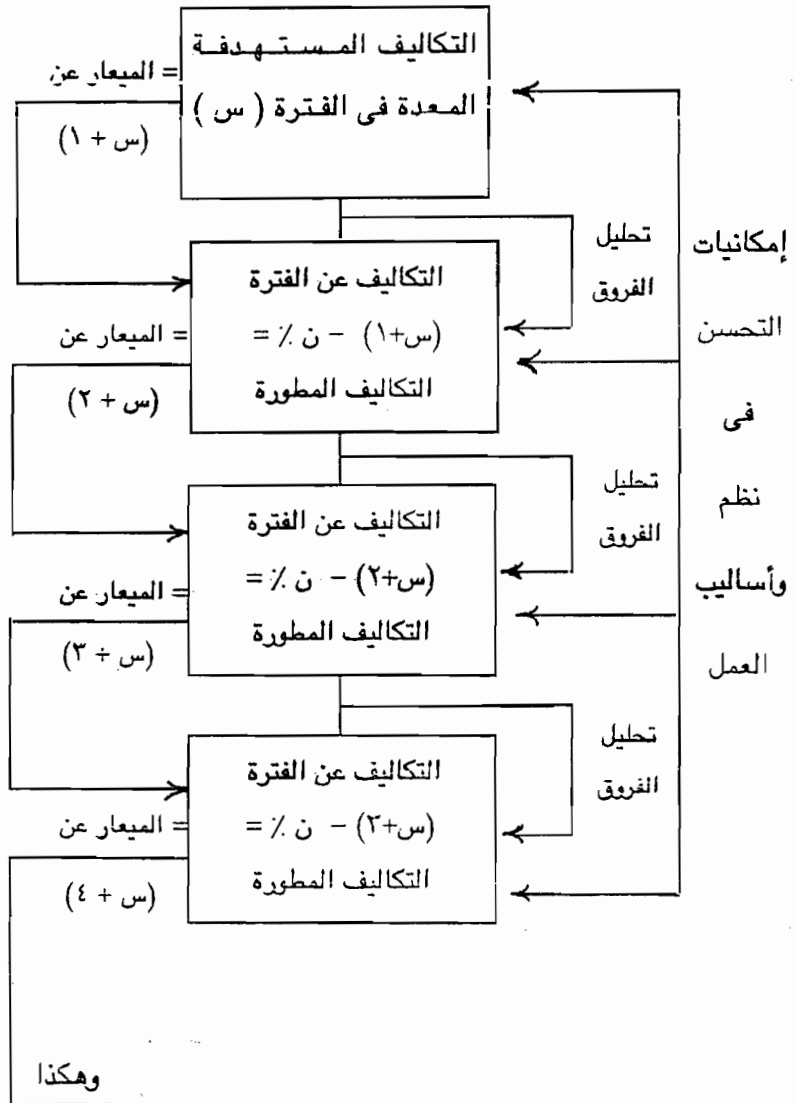 التكاليف المستهدفة
المعدة فى الفترة ( س )
= الميعار عن
(س + ١)
تحليل
الفروق
التكاليف عن الفترة
(س+١) – ن ٪ =
التكاليف المطورة
= الميعار عن
(س + ٢)
تحليل
الفروق
التكاليف عن الفترة
(س+٢) – ن ٪ =
التكاليف المطورة
= الميعار عن
(س + ٣)
تحليل
الفروق
التكاليف عن الفترة
(س+٣) – ن ٪ =
التكاليف المطورة
= الميعار عن
(س + ٤)
وهكذا
إمكانيات
التحسن
فى
نظم
وأساليب
العمل